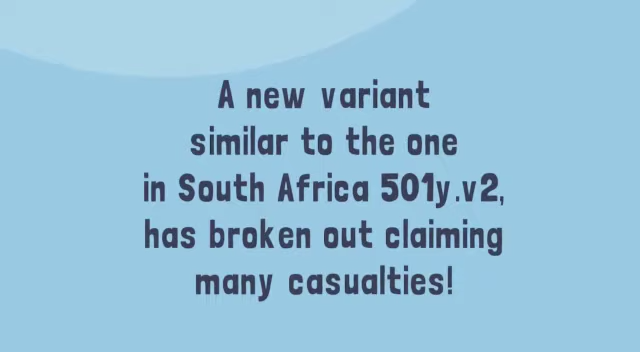 A new variant
similar to the one
in South Africa 501y.v2,
has broken out claiming
many casualties!